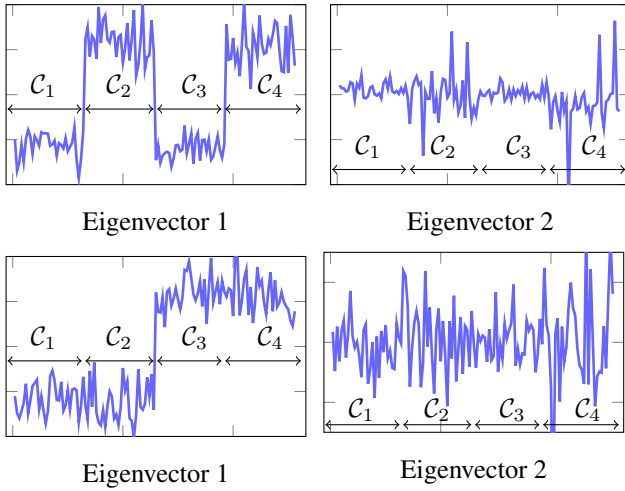 𝒞₁ 𝒞₂ 𝒞₃ 𝒞₄
𝒞₁ 𝒞₂ 𝒞₃ 𝒞₄
Eigenvector 1
Eigenvector 2
𝒞₁ 𝒞₂ 𝒞₃ 𝒞₄
𝒞₁ 𝒞₂ 𝒞₃ 𝒞₄
Eigenvector 1
Eigenvector 2